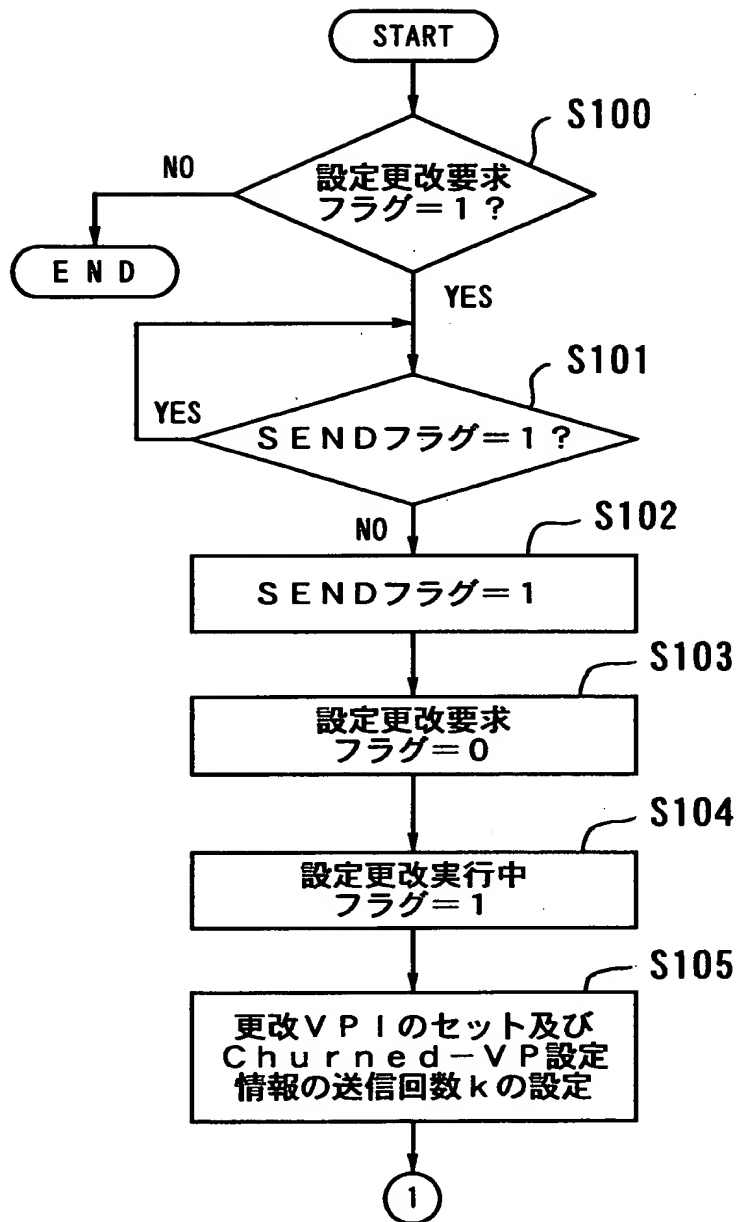 START
S100
NO
設定更改要求
フラグ=1?
END
YES
S101
YES
SENDフラグ=1?
NO
S102
SENDフラグ=1
S103
設定更改要求
フラグ=0
S104
設定更改実行中
フラグ=1
S105
更改VPIのセット及び
Churned-VP設定
情報の送信回数kの設定
1